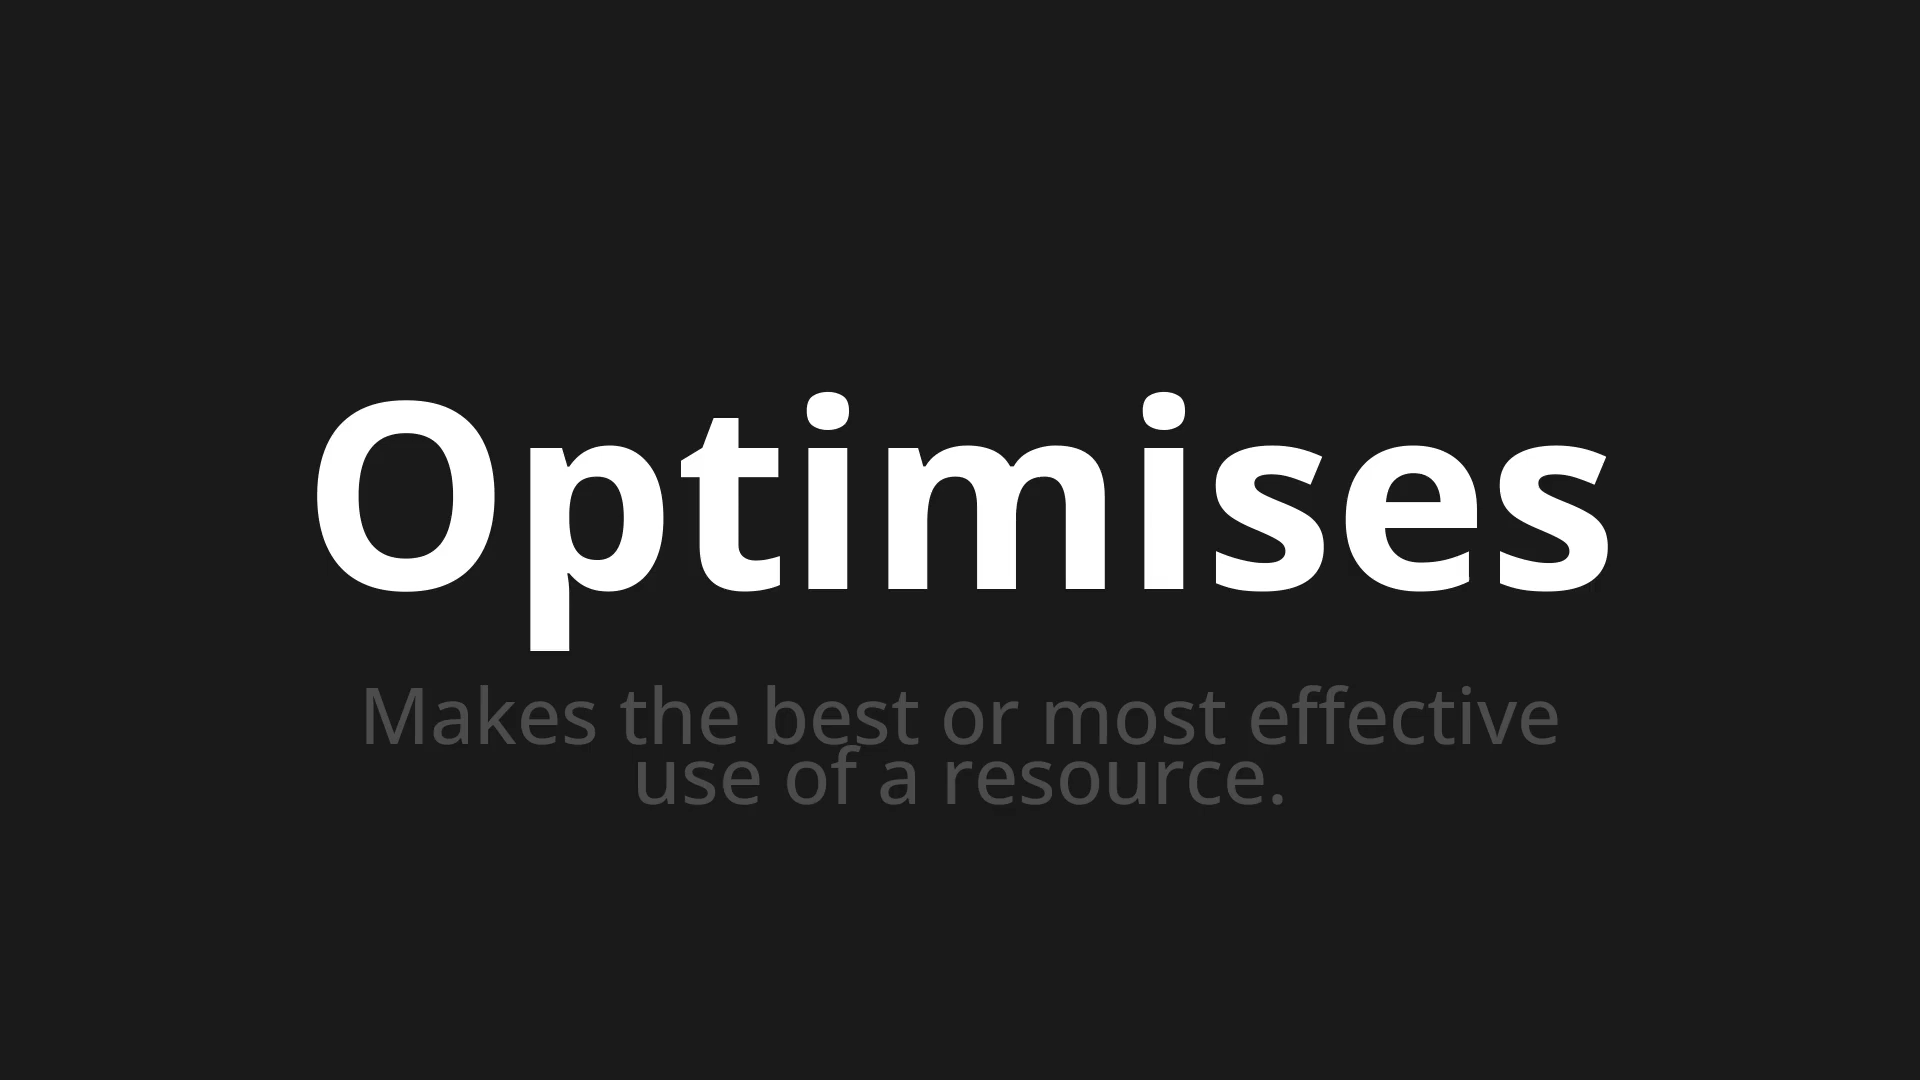 Optimises
Makes the best or most effective
use of a resource.